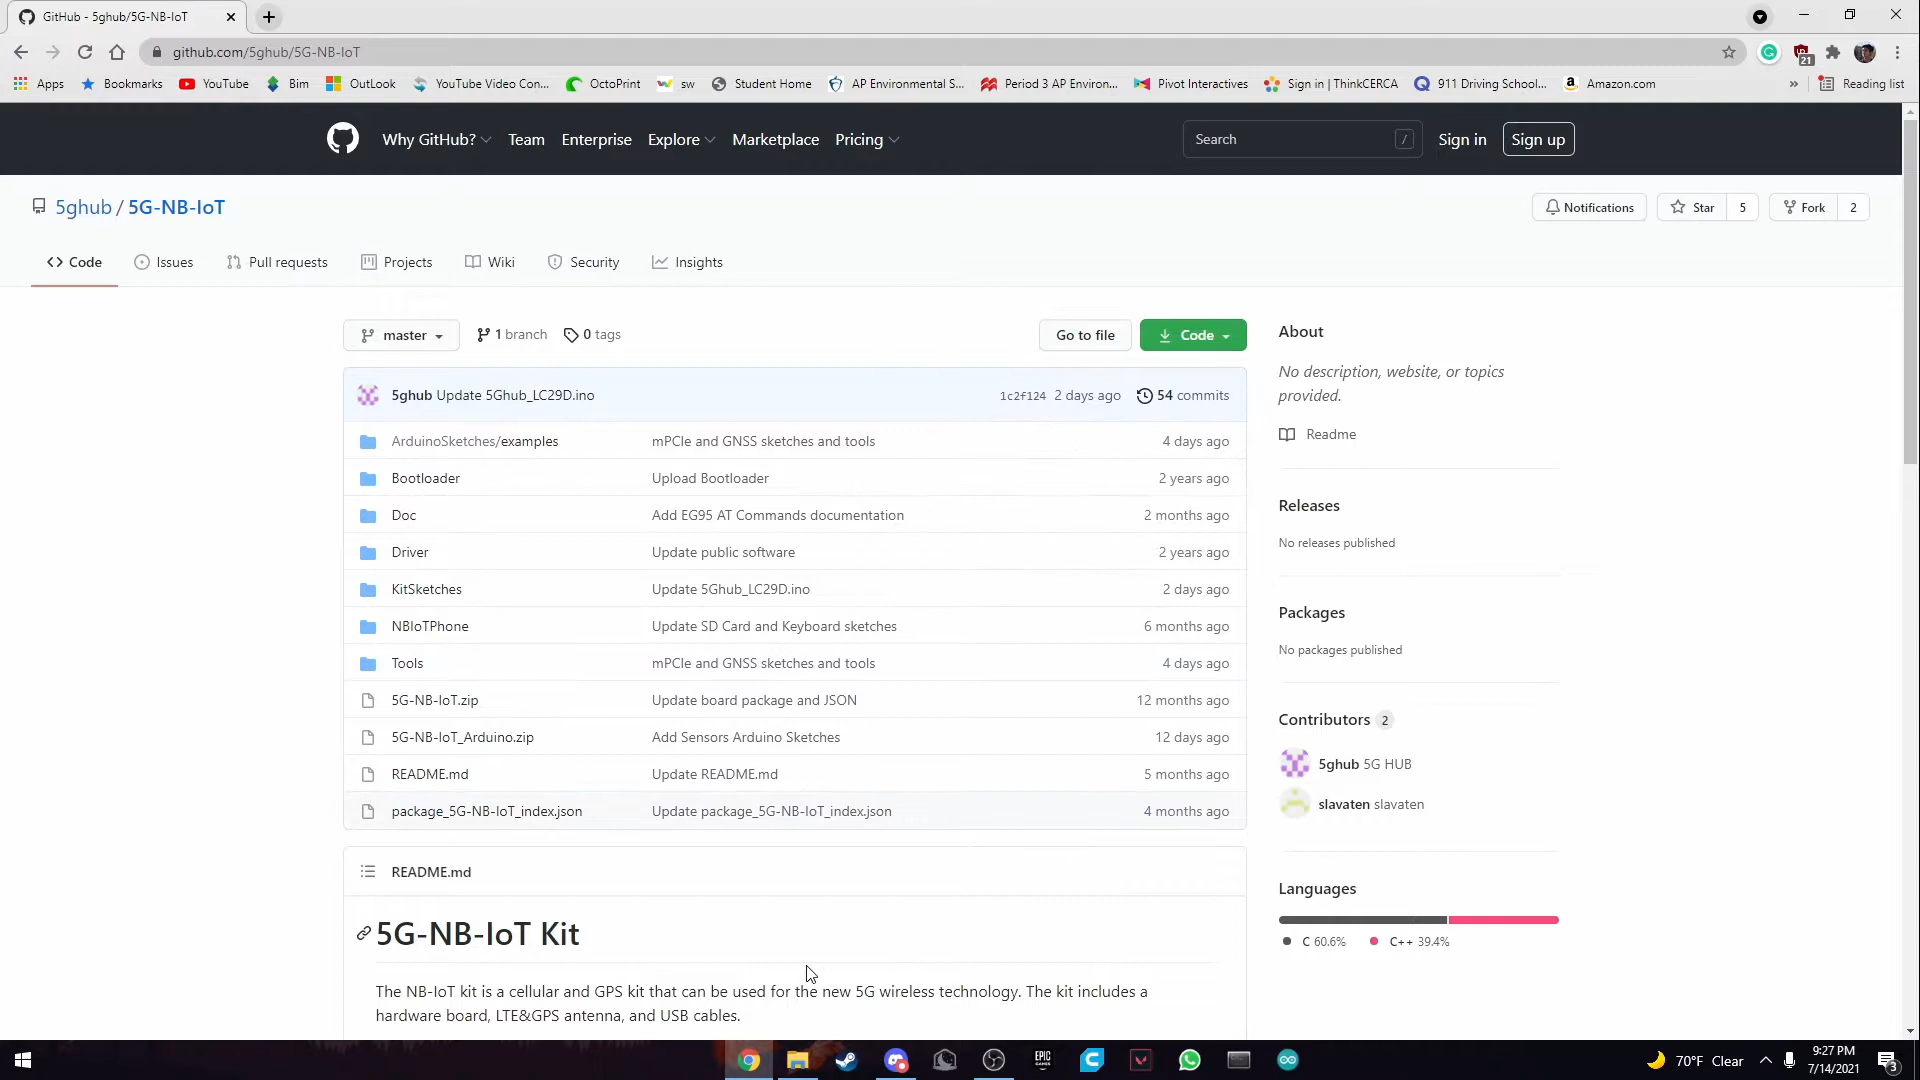 GitHub - 5ghub/5G-NB-IoT
github.com/5ghub/5G-NB-IoT
21
Apps Bookmarks YouTube Bim OutLook YouTube Video Con... OctoPrint sw Student Home AP Environmental S... Period 3 AP Environ... Pivot Interactives Sign in | ThinkCERCA 911 Driving School... Amazon.com » Reading list
Why GitHub? Team Enterprise Explore Marketplace Pricing Search / Sign in Sign up
5ghub / 5G-NB-IoT Notifications Star 5 Fork 2
Code Issues Pull requests Projects Wiki Security Insights
master 1 branch 0 tags Go to file Code
5ghub Update 5Ghub_LC29D.ino 1c2f124 2 days ago 54 commits
ArduinoSketches/examples mPCIe and GNSS sketches and tools 4 days ago
Bootloader Upload Bootloader 2 years ago
Doc Add EG95 AT Commands documentation 2 months ago
Driver Update public software 2 years ago
KitSketches Update 5Ghub_LC29D.ino 2 days ago
NBIoTPhone Update SD Card and Keyboard sketches 6 months ago
Tools mPCIe and GNSS sketches and tools 4 days ago
5G-NB-IoT.zip Update board package and JSON 12 months ago
5G-NB-IoT_Arduino.zip Add Sensors Arduino Sketches 12 days ago
README.md Update README.md 5 months ago
package_5G-NB-IoT_index.json Update package_5G-NB-IoT_index.json 4 months ago
README.md
5G-NB-IoT Kit
The NB-IoT kit is a cellular and GPS kit that can be used for the new 5G wireless technology. The kit includes a
hardware board, LTE&GPS antenna, and USB cables.
About
No description, website, or topics
provided.
Readme
Releases
No releases published
Packages
No packages published
Contributors 2
5ghub 5G HUB
slavaten slavaten
Languages
C 60.6% C++ 39.4%
EPIC
GAMES
70°F Clear
9:27 PM
7/14/2021
3